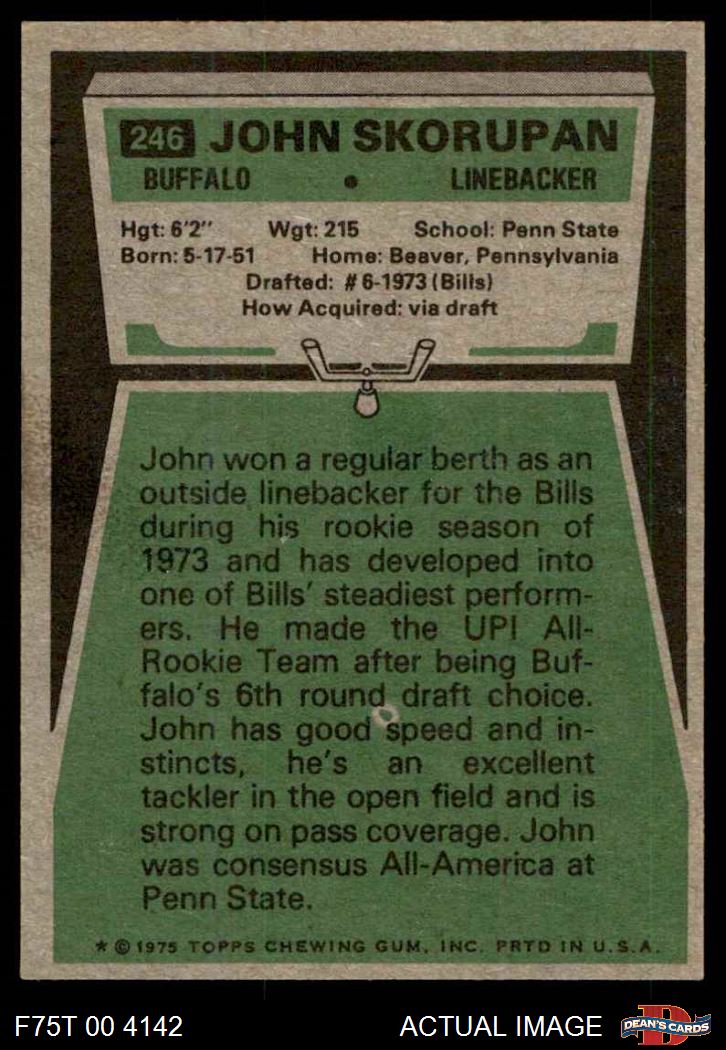 246 JOHN SKORUPAN
BUFFALO • LINEBACKER
Hgt: 6'2" Wgt: 215 School: Penn State
Born: 5-17-51 Home: Beaver, Pennsylvania
Drafted: #6-1973 (Bills)
How Acquired: via draft
John won a regular berth as an
outside linebacker for the Bills
during his rookie season of
1973 and has developed into
one of Bills' steadiest perform-
ers. He made the UPI All-
Rookie Team after being Buf-
falo's 6th round draft choice.
John has good speed and in-
stincts, he's an excellent
tackler in the open field and is
strong on pass coverage. John
was consensus All-America at
Penn State.
* © 1975 TOPPS CHEWING GUM, INC. PRTD IN U.S.A.
F75T 00 4142 ACTUAL IMAGE D DEAN'S CARDS